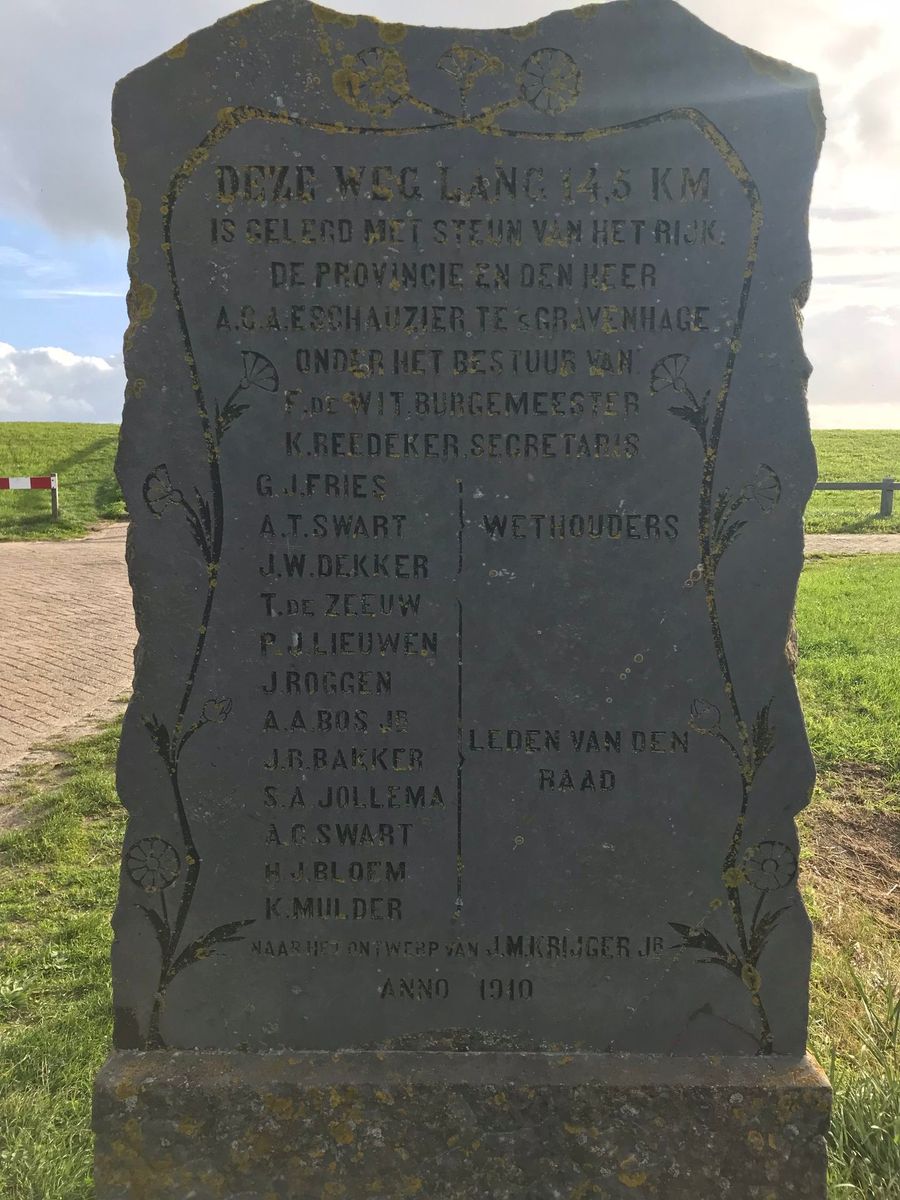 DEZE WEG LANG 14,5 KM
IS GELEGD MET STEUN VAN HET RIJK,
DE PROVINCIE EN DEN HEER
A.C.A.ESCHAUZIER TE 'sGRAVENHAGE
ONDER HET BESTUUR VAN
F.DE WIT, BURGEMEESTER
K.REEDEKER, SECRETARIS
G.J.FRIES
A.T.SWART WETHOUDERS
J.W.DEKKER
T.DE ZEEUW
P.J.LIEUWEN
J.ROGGEN
A.A.BOS JR
LEDEN VAN DEN
J.R.BAKKER
RAAD
S.A.JOLLEMA
A.C.SWART
H.J.BLOEM
K.MULDER
NAAR HET ONTWERP VAN J.M.KRIJGER JR
ANNO 1910